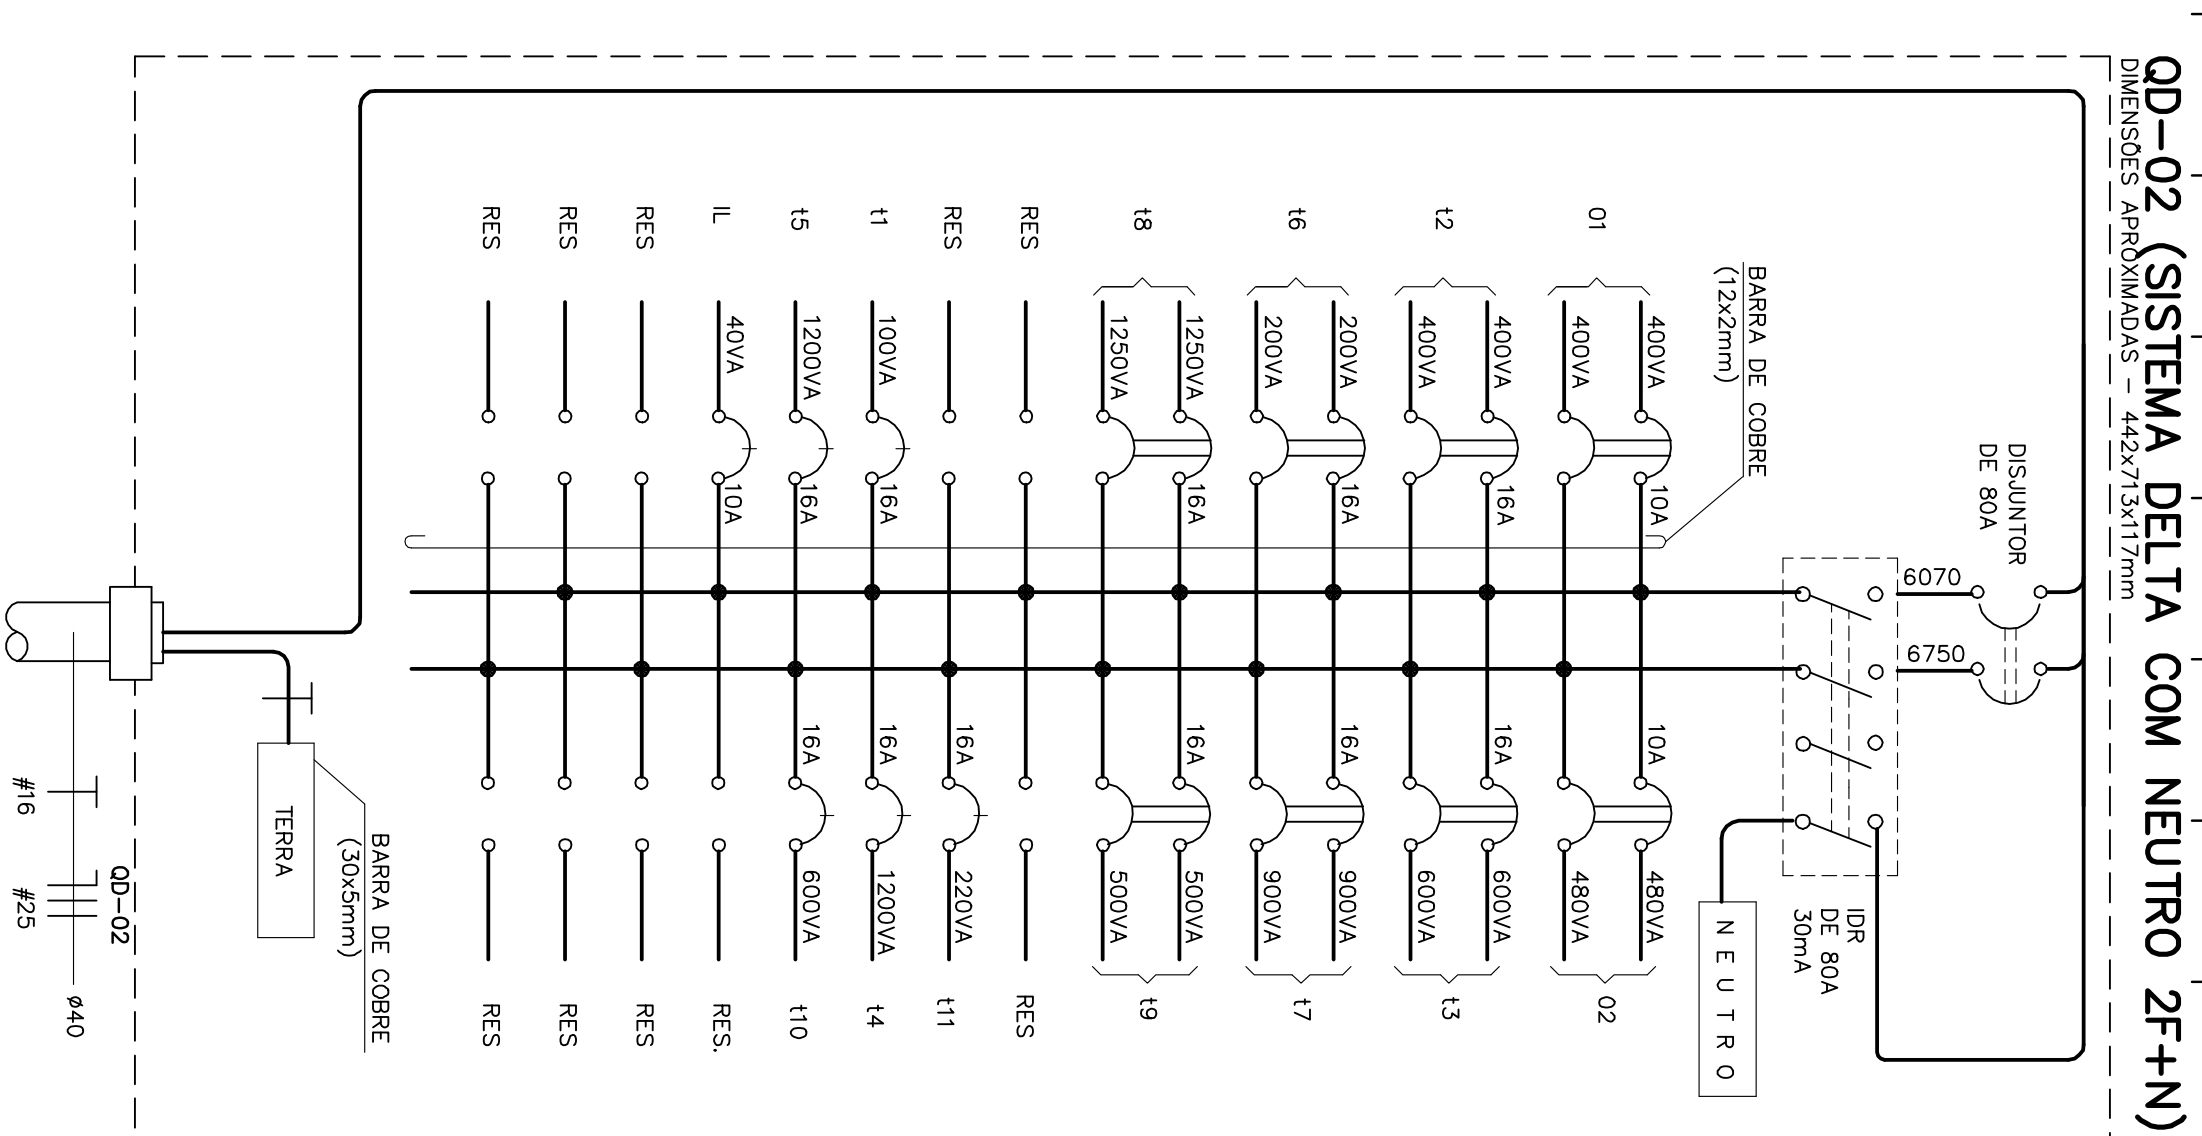 QD-02 (SISTEMA DELTA COM NEUTRO 2F+N)
DIMENSÕES APROXIMADAS - 442x713x117mm
DISJUNTOR
DE 80A
6070
6750
IDR
DE 80A
30mA
NEUTRO
BARRA DE COBRE
(12x2mm)
01
400VA
10A
10A
480VA
02
400VA
480VA
t2
400VA
16A
16A
600VA
t3
400VA
600VA
t6
200VA
16A
16A
900VA
t7
200VA
900VA
t8
1250VA
16A
16A
500VA
t9
1250VA
500VA
RES
RES
RES
16A
220VA
t11
t1
100VA
16A
16A
1200VA
t4
t5
1200VA
16A
16A
600VA
t10
IL
40VA
10A
RES.
RES
RES
RES
RES
RES
RES
BARRA DE COBRE
(30x5mm)
TERRA
QD-02
#16
#25
ø40